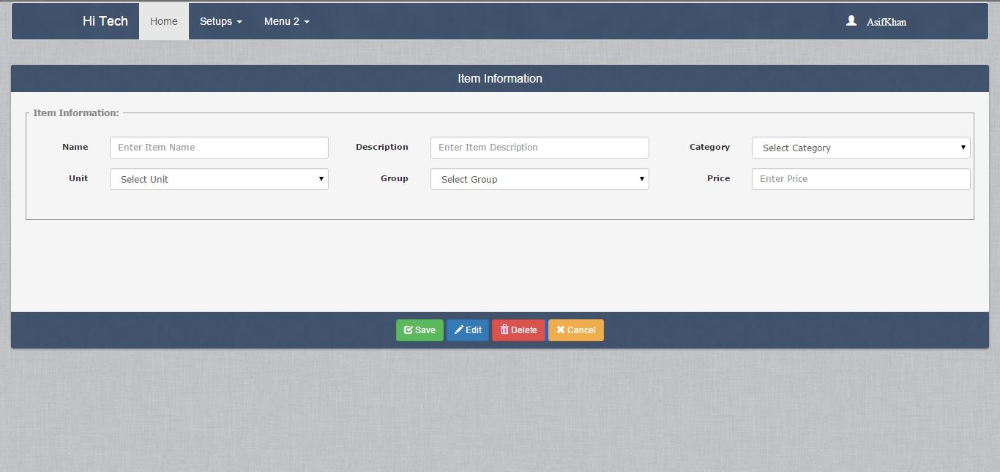 Hi Tech Home Setups Menu 2 AsifKhan
Item Information
Item Information:
Name Enter Item Name Description Enter Item Description Category Select Category
Unit Select Unit Group Select Group Price Enter Price
Save Edit Delete Cancel